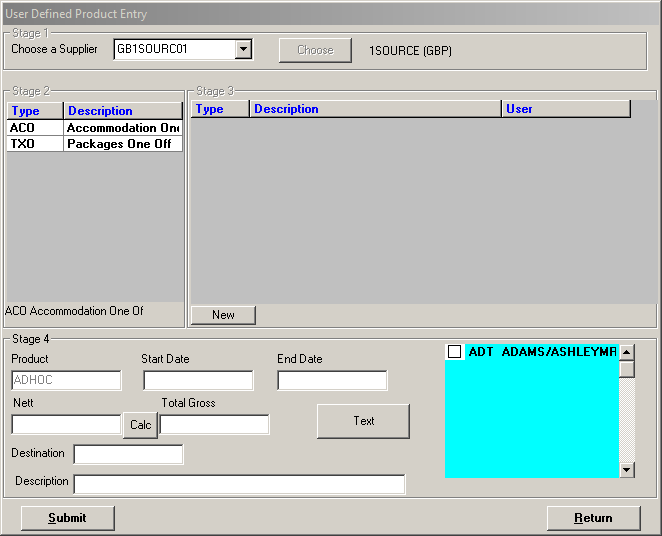 User Defined Product Entry
Stage 1
Choose a Supplier GB1SOURC01 Choose 1SOURCE (GBP)
Stage 2
Type Description
ACO Accommodation One
TXO Packages One Off
ACO Accommodation One Of
Stage 3
Type Description User
New
Stage 4
Product Start Date End Date
ADHOC
Nett Total Gross
Calc
Text
Destination
Description
ADT ADAMS/ASHLEYMR
Submit Return